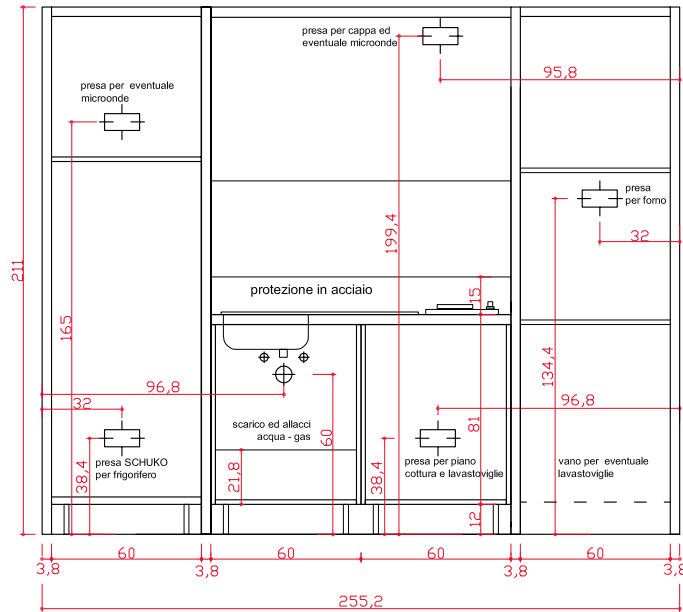 presa per cappa ed
eventuale microonde
95,8
presa per eventuale
microonde
presa
per forno
32
199,4
211
165
protezione in acciaio
15
134,4
96,8
32
96,8
60
81
scarico ed allacci
acqua - gas
38,4
presa SCHUKO
per frigorifero
21,8
38,4
presa per piano
cottura e lavastoviglie
vano per eventuale
lavastoviglie
12
3,8
60
3,8
60
60
3,8
60
3,8
255,2